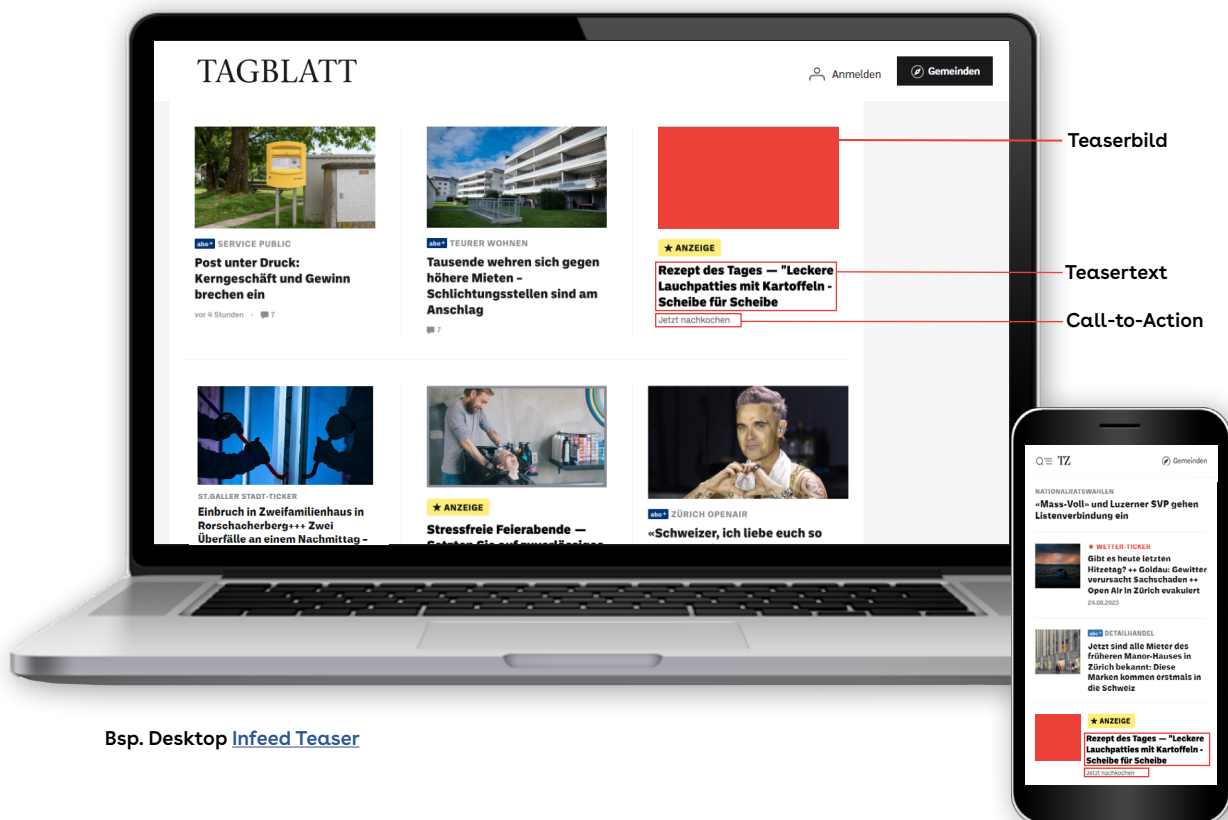 TAGBLATT
Anmelden
Gemeinden
abo+ SERVICE PUBLIC
Post unter Druck:
Kerngeschäft und Gewinn
brechen ein
vor 4 Stunden · 7
abo+ TEURER WOHNEN
Tausende wehren sich gegen
höhere Mieten –
Schlichtungsstellen sind am
Anschlag
7
★ ANZEIGE
Rezept des Tages — "Leckere
Lauchpatties mit Kartoffeln -
Scheibe für Scheibe
Jetzt nachkochen
Teaserbild
Teasertext
Call-to-Action
ST.GALLER STADT-TICKER
Einbruch in Zweifamilienhaus in
Rorschacherberg+++ Zwei
Überfälle an einem Nachmittag –
★ ANZEIGE
Stressfreie Feierabende —
abo+ ZÜRICH OPENAIR
«Schweizer, ich liebe euch so
TZ
Gemeinden
NATIONALRATSWAHLEN
«Mass-Voll» und Luzerner SVP gehen
Listenverbindung ein
WETTER-TICKER
Gibt es heute letzten
Hitzetag? ++ Goldau: Gewitter
verursacht Sachschaden ++
Open Air in Zürich evakuiert
24.08.2023
abo+ DETAILHANDEL
Jetzt sind alle Mieter des
früheren Manor-Hauses in
Zürich bekannt: Diese
Marken kommen erstmals in
die Schweiz
★ ANZEIGE
Rezept des Tages — "Leckere
Lauchpatties mit Kartoffeln -
Scheibe für Scheibe
Jetzt nachkochen
Bsp. Desktop Infeed Teaser